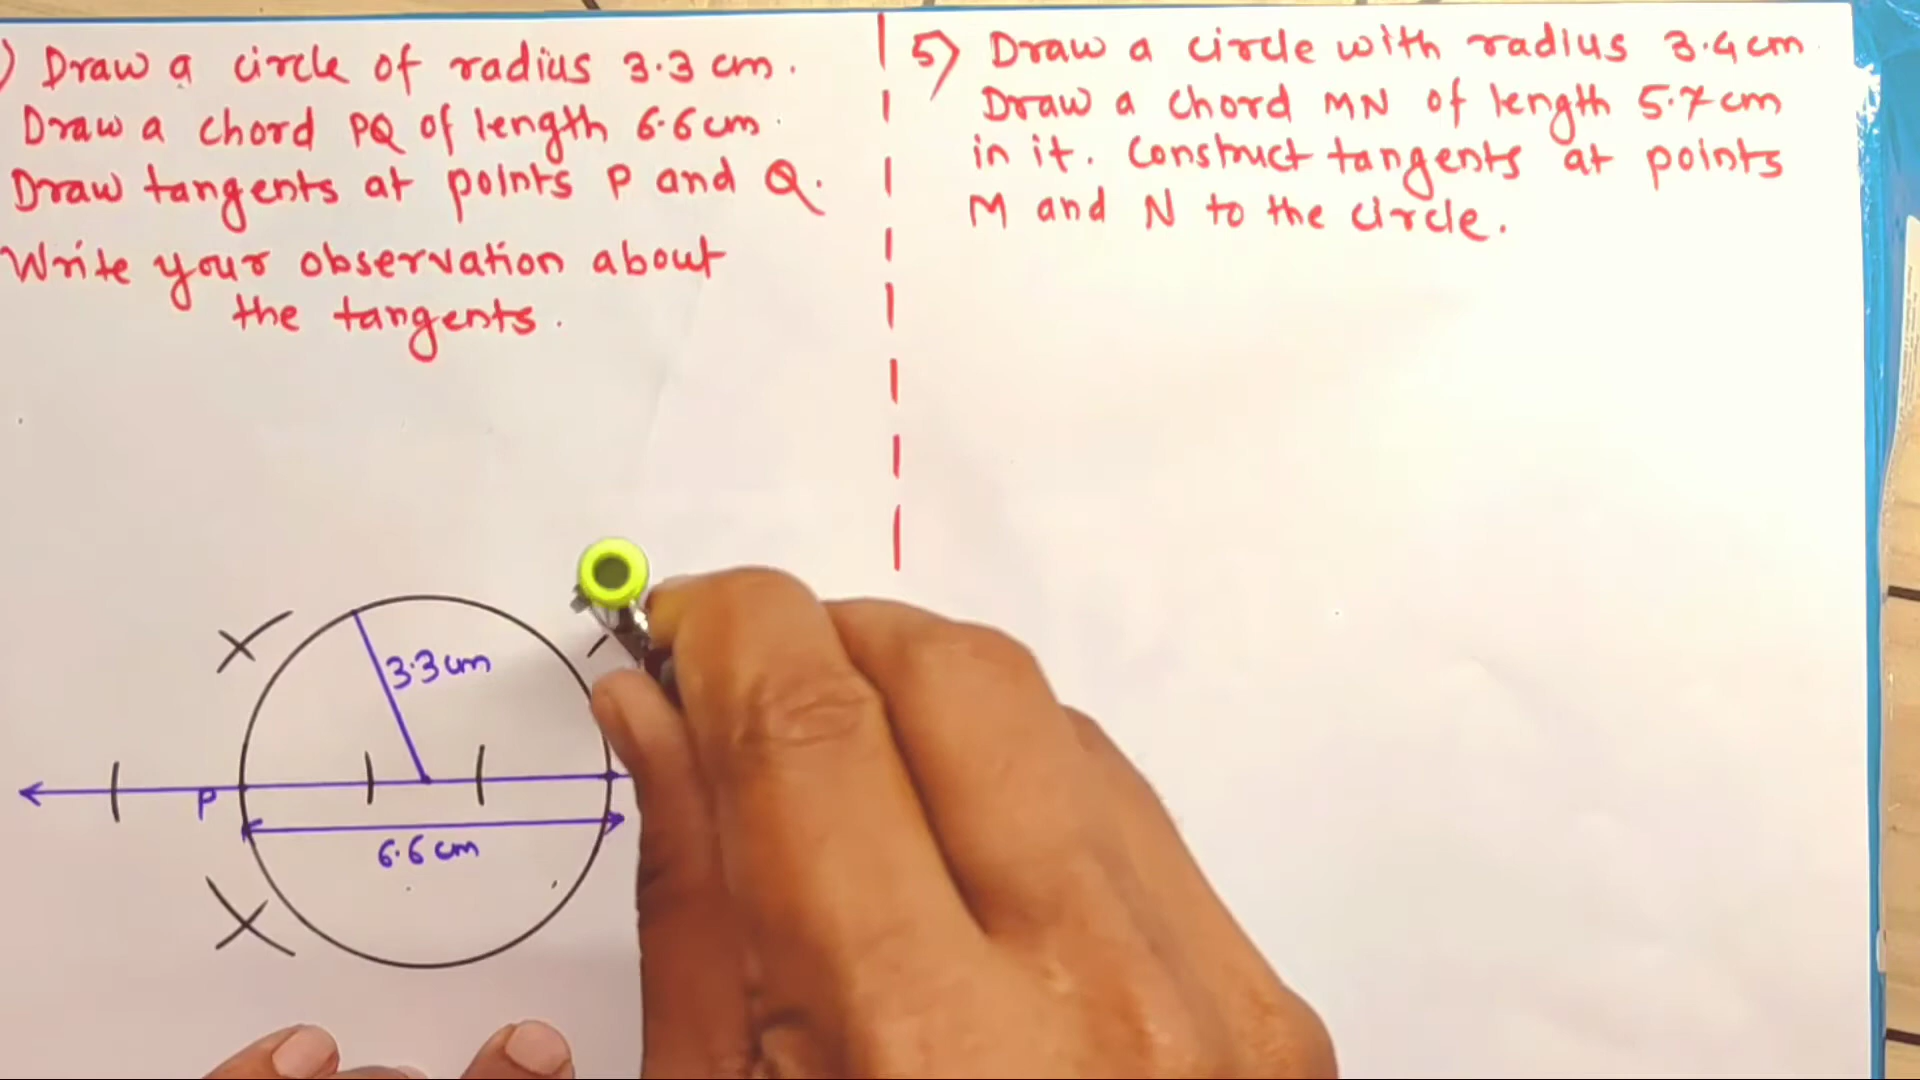 ) Draw a circle of radius 3.3 cm.
Draw a chord PQ of length 6.6 cm.
Draw tangents at points P and Q.
Write your observation about
the tangents.
5) Draw a circle with radius 3.4 cm
Draw a chord MN of length 5.7 cm
in it. Construct tangents at points
M and N to the circle.
3.3 cm
P
6.6 cm